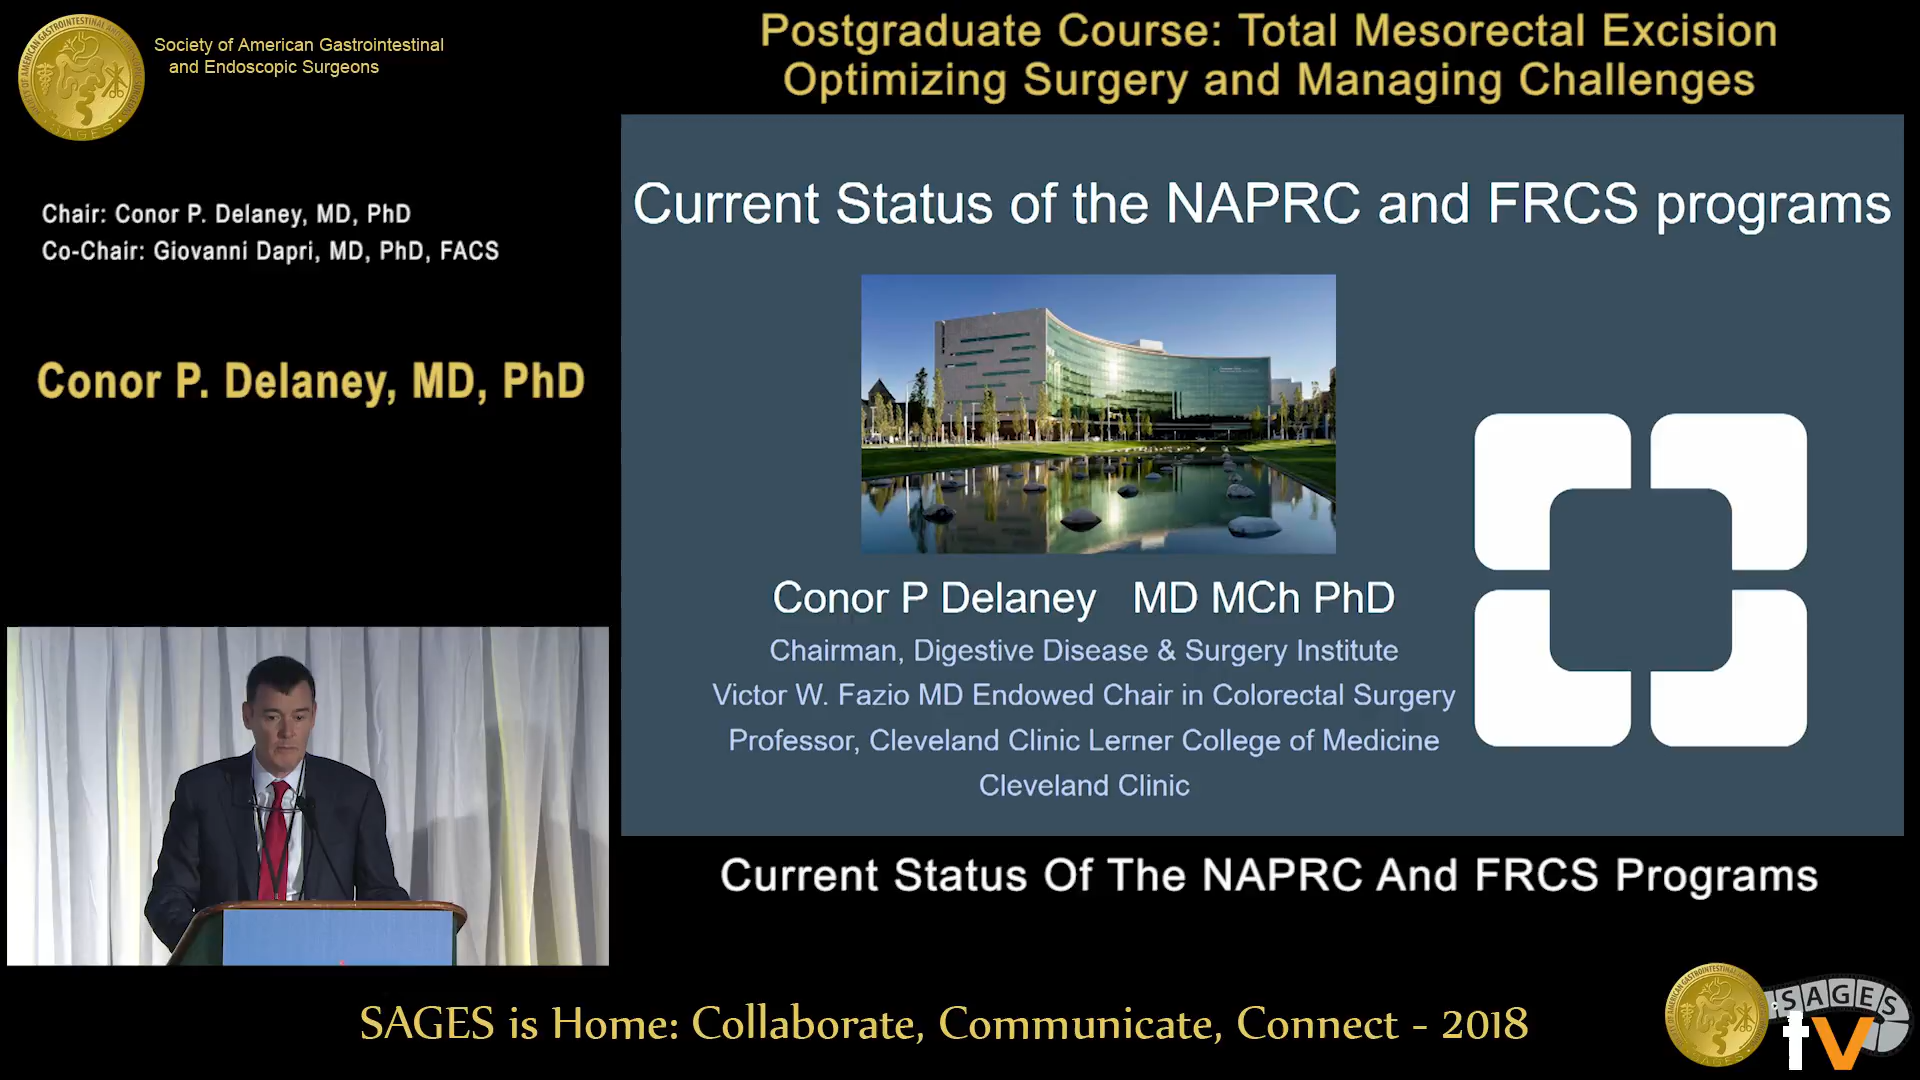 Society of American Gastrointestinal
and Endoscopic Surgeons
Postgraduate Course: Total Mesorectal Excision
Optimizing Surgery and Managing Challenges
Chair: Conor P. Delaney, MD, PhD
Co-Chair: Giovanni Dapri, MD, PhD, FACS
Conor P. Delaney, MD, PhD
Current Status of the NAPRC and FRCS programs
Conor P Delaney MD MCh PhD
Chairman, Digestive Disease & Surgery Institute
Victor W. Fazio MD Endowed Chair in Colorectal Surgery
Professor, Cleveland Clinic Lerner College of Medicine
Cleveland Clinic
Current Status Of The NAPRC And FRCS Programs
SAGES is Home: Collaborate, Communicate, Connect - 2018
SAGES
tv